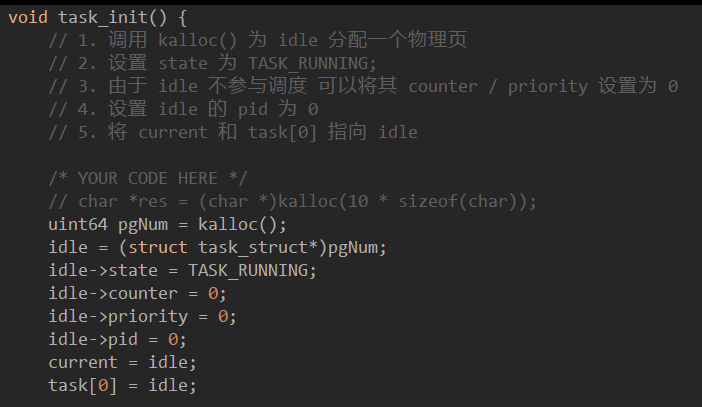 void task_init() {
    // 1. 调用 kalloc() 为 idle 分配一个物理页
    // 2. 设置 state 为 TASK_RUNNING;
    // 3. 由于 idle 不参与调度 可以将其 counter / priority 设置为 0
    // 4. 设置 idle 的 pid 为 0
    // 5. 将 current 和 task[0] 指向 idle
    /* YOUR CODE HERE */
    // char *res = (char *)kalloc(10 * sizeof(char));
    uint64 pgNum = kalloc();
    idle = (struct task_struct*)pgNum;
    idle->state = TASK_RUNNING;
    idle->counter = 0;
    idle->priority = 0;
    idle->pid = 0;
    current = idle;
    task[0] = idle;